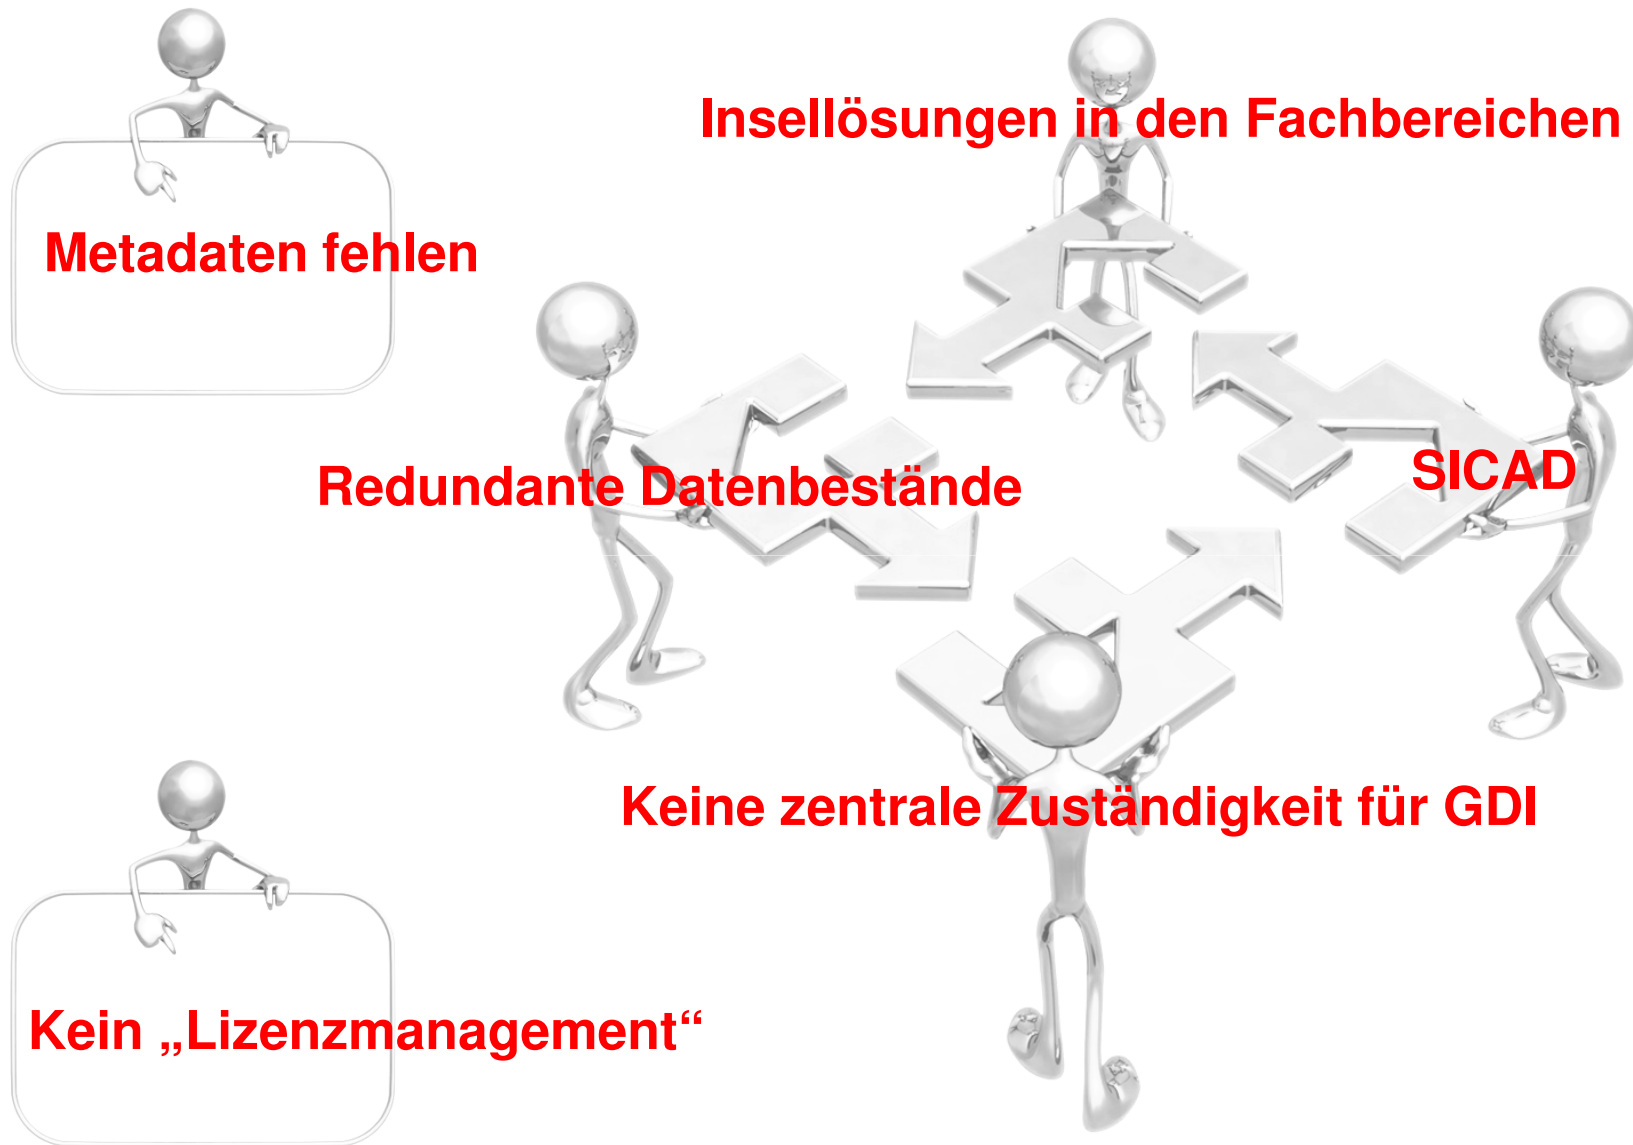 Insellösungen in den Fachbereichen
Metadaten fehlen
Redundante Datenbestände
SICAD
Keine zentrale Zuständigkeit für GDI
Kein „Lizenzmanagement“